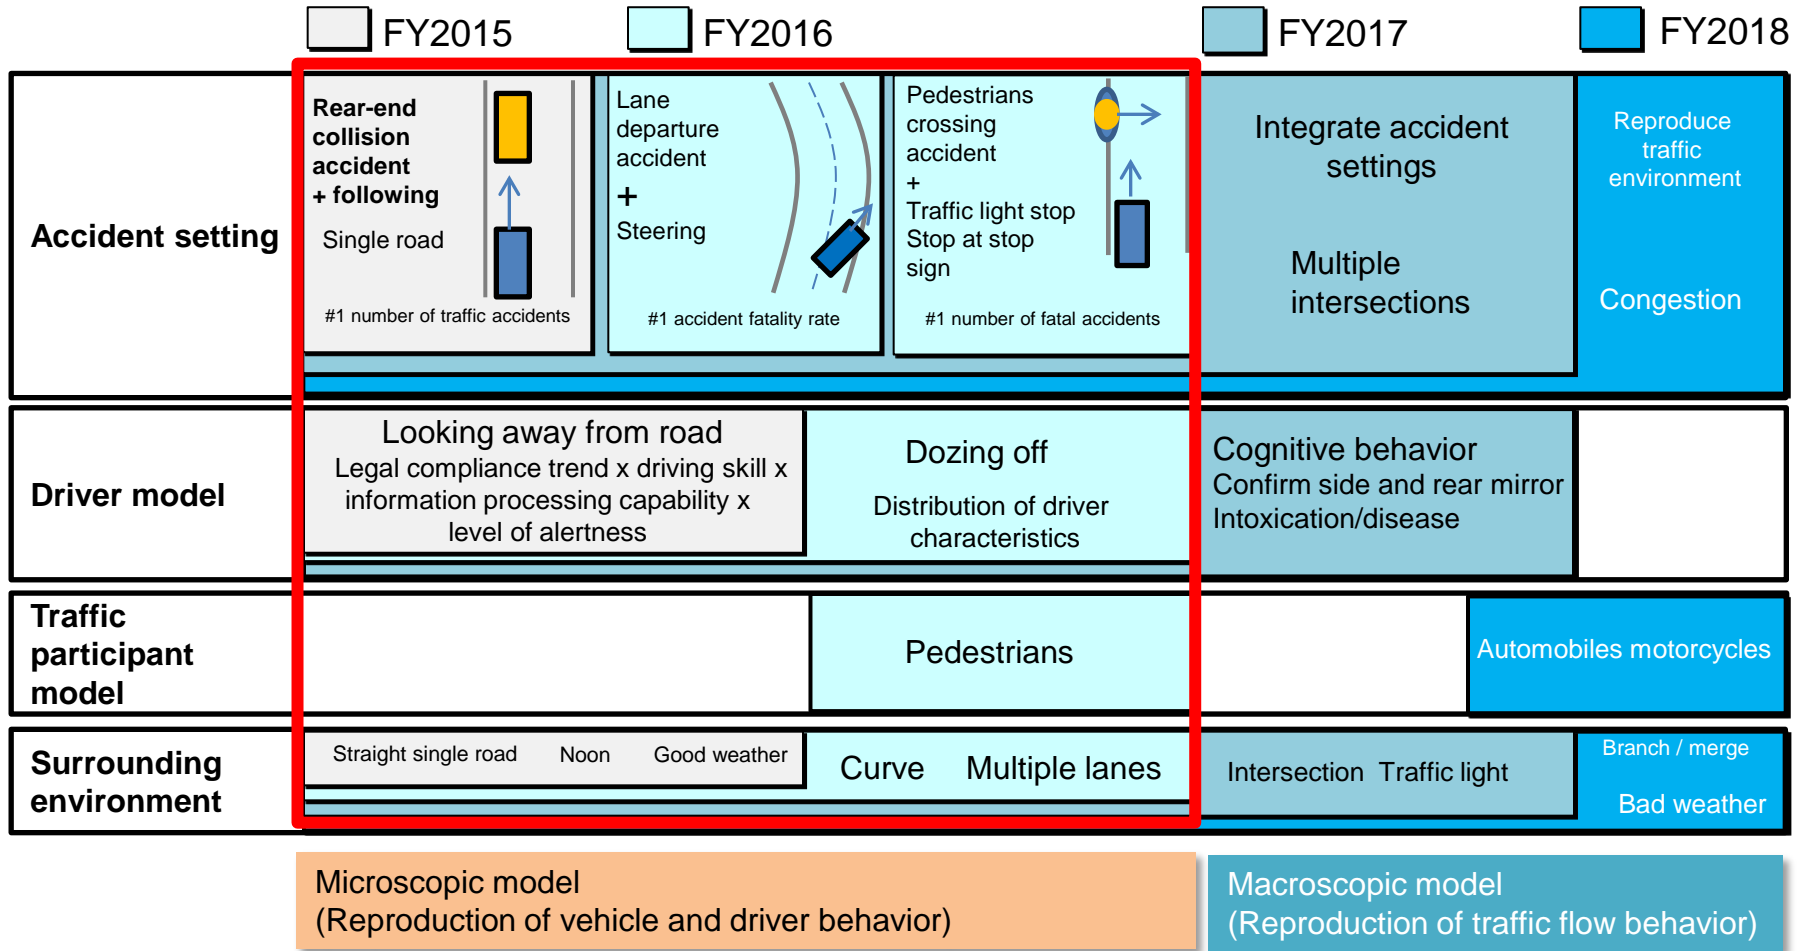 FY2015
FY2016
FY2017
FY2018
Accident setting
Rear-end
collision
accident
+ following
Single road
#1 number of traffic accidents
Lane
departure
accident
+
Steering
#1 accident fatality rate
Pedestrians
crossing
accident
+
Traffic light stop
Stop at stop
sign
#1 number of fatal accidents
Integrate accident
settings
Multiple
intersections
Reproduce
traffic
environment
Congestion
Driver model
Looking away from road
Legal compliance trend x driving skill x
information processing capability x
level of alertness
Dozing off
Distribution of driver
characteristics
Cognitive behavior
Confirm side and rear mirror
Intoxication/disease
Traffic
participant
model
Pedestrians
Automobiles motorcycles
Surrounding
environment
Straight single road
Noon
Good weather
Curve
Multiple lanes
Intersection
Traffic light
Branch / merge
Bad weather
Microscopic model
(Reproduction of vehicle and driver behavior)
Macroscopic model
(Reproduction of traffic flow behavior)